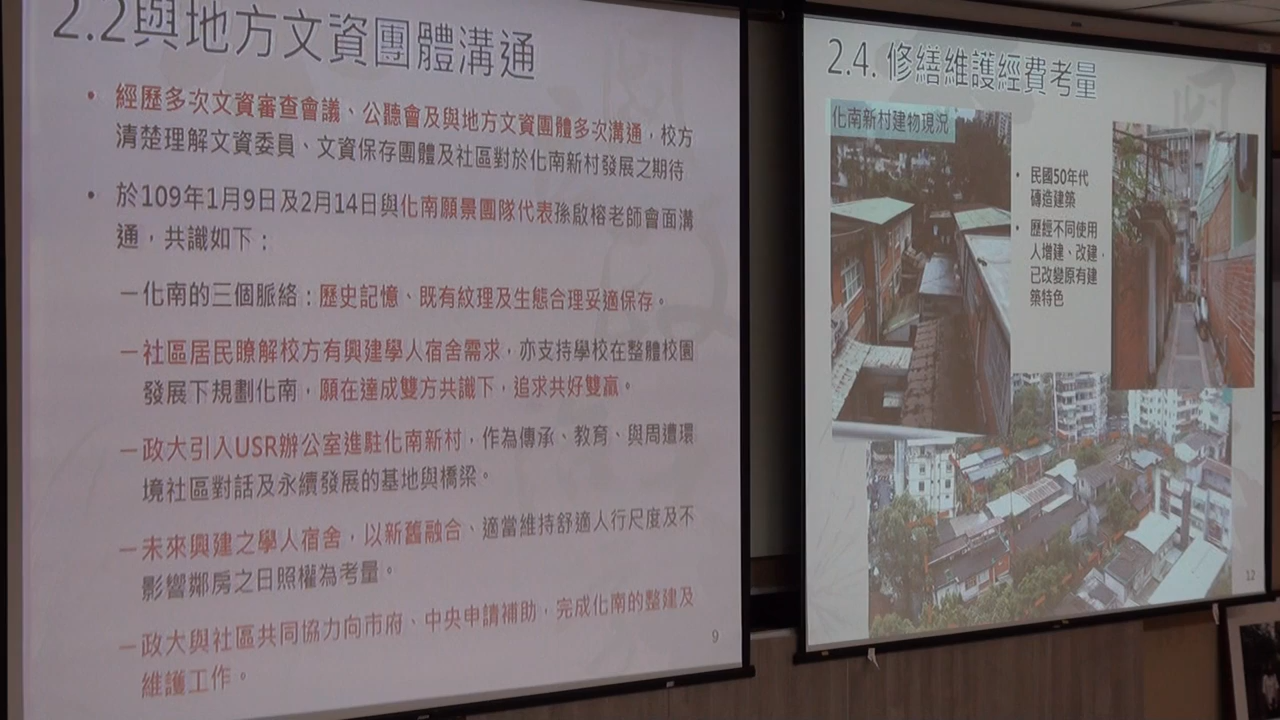 2.2與地方文資團體溝通
• 經歷多次文資審查會議、公聽會及與地方文資團體多次溝通，校方
清楚理解文資委員、文資保存團體及社區對於化南新村發展之期待
• 於109年1月9日及2月14日與化南願景團隊代表孫啟榕老師會面溝
通，共識如下：
－化南的三個脈絡：歷史記憶、既有紋理及生態合理妥適保存。
－社區居民瞭解校方有興建學人宿舍需求，亦支持學校在整體校園
發展下規劃化南，願在達成雙方共識下，追求共好雙贏。
－政大引入USR辦公室進駐化南新村，作為傳承、教育、與周遭環
境社區對話及永續發展的基地與橋梁。
－未來興建之學人宿舍，以新舊融合、適當維持舒適人行尺度及不
影響鄰房之日照權為考量。
－政大與社區共同協力向市府、中央申請補助，完成化南的整建及
維護工作。
9
2.4. 修繕維護經費考量
化南新村建物現況
• 民國50年代
磚造建築
• 歷經不同使用
人增建、改建，
已改變原有建
築特色
12